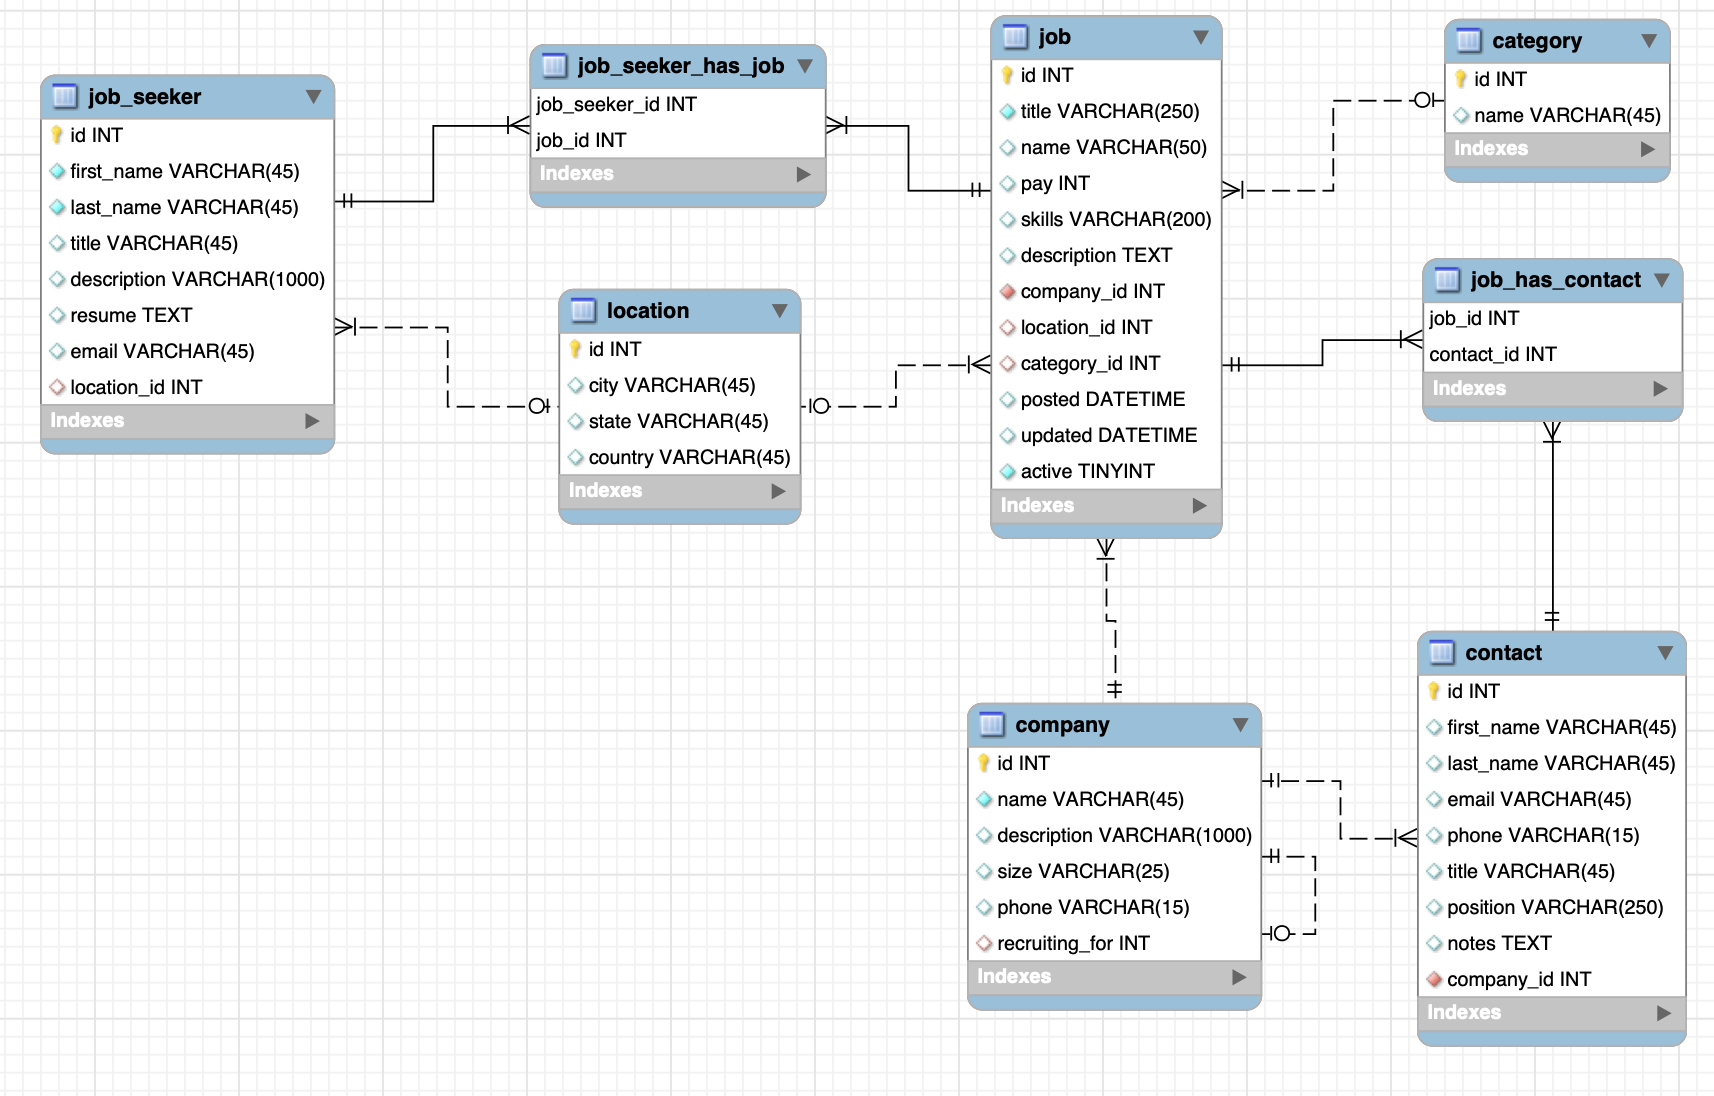 job_seeker
id INT
first_name VARCHAR(45)
last_name VARCHAR(45)
title VARCHAR(45)
description VARCHAR(1000)
resume TEXT
email VARCHAR(45)
location_id INT
Indexes
job_seeker_has_job
job_seeker_id INT
job_id INT
Indexes
location
id INT
city VARCHAR(45)
state VARCHAR(45)
country VARCHAR(45)
Indexes
job
id INT
title VARCHAR(250)
name VARCHAR(50)
pay INT
skills VARCHAR(200)
description TEXT
company_id INT
location_id INT
category_id INT
posted DATETIME
updated DATETIME
active TINYINT
Indexes
category
id INT
name VARCHAR(45)
Indexes
job_has_contact
job_id INT
contact_id INT
Indexes
company
id INT
name VARCHAR(45)
description VARCHAR(1000)
size VARCHAR(25)
phone VARCHAR(15)
recruiting_for INT
Indexes
contact
id INT
first_name VARCHAR(45)
last_name VARCHAR(45)
email VARCHAR(45)
phone VARCHAR(15)
title VARCHAR(45)
position VARCHAR(250)
notes TEXT
company_id INT
Indexes